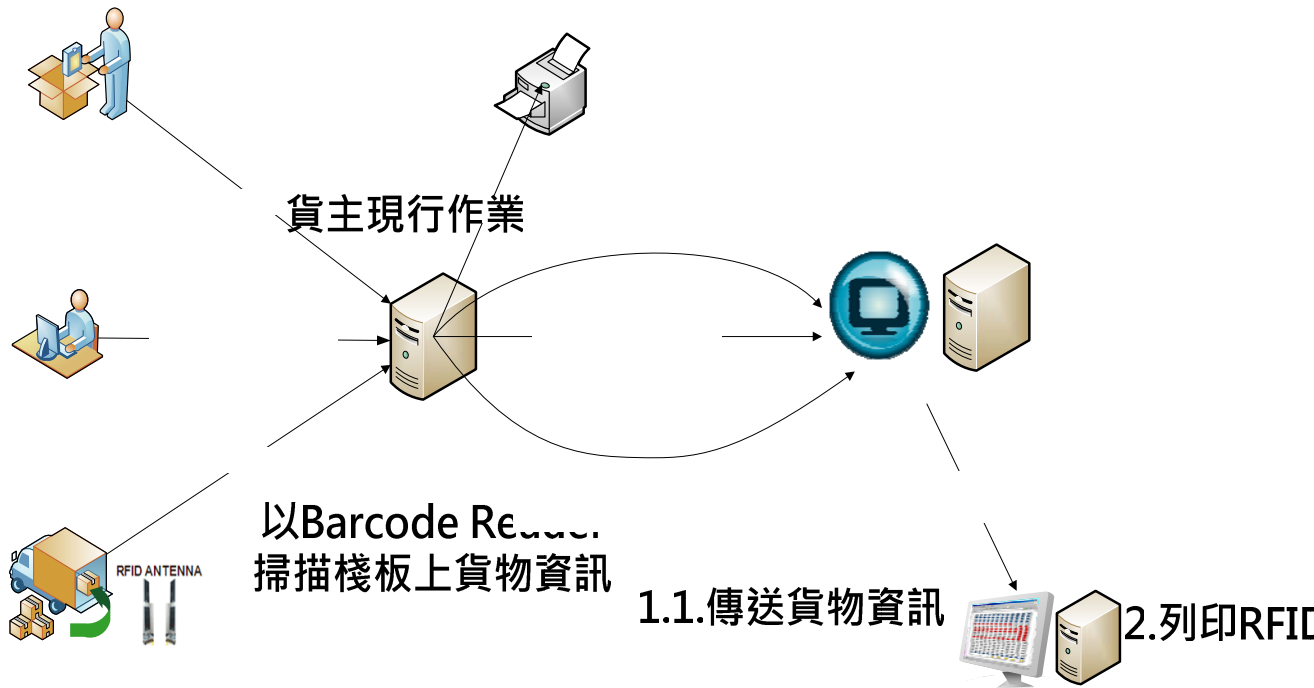 貨主現行作業
以Barcode
掃描棧板上貨物資訊
RFID ANTENNA
1.1.傳送貨物資訊
2.列印RFID